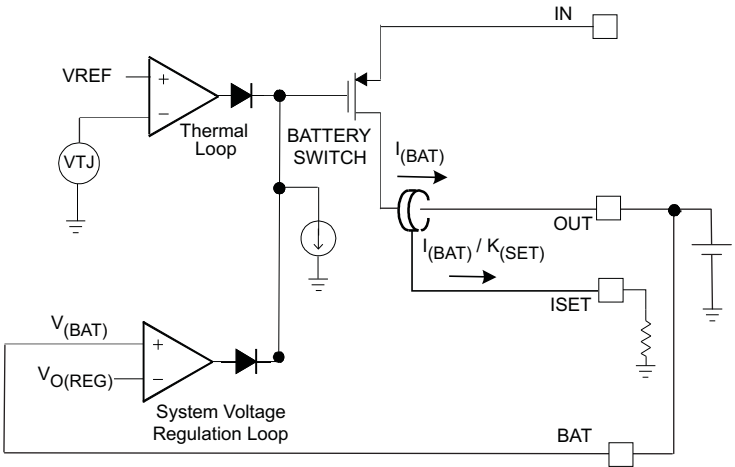 IN
VREF
+
−
Thermal
Loop
VTJ
BATTERY
SWITCH
I(BAT)
OUT
I(BAT) / K(SET)
ISET
V(BAT)
+
VO(REG)
−
System Voltage
Regulation Loop
BAT